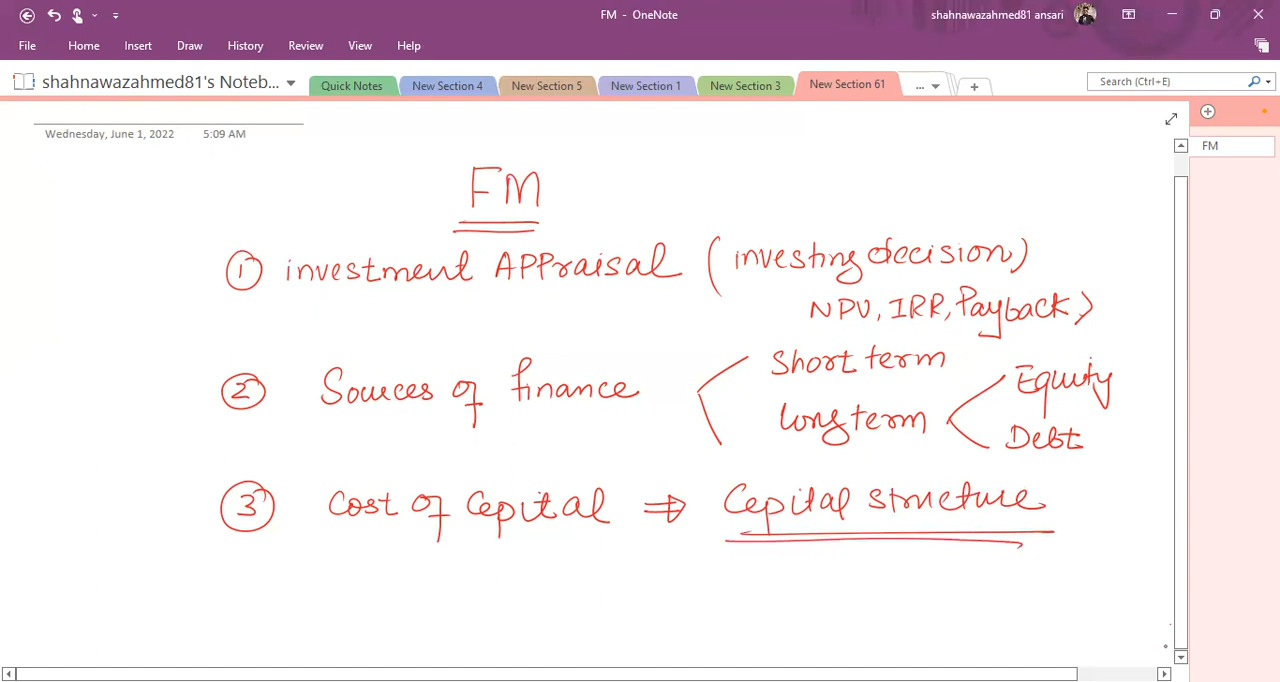 FM - OneNote
shahnawazahmed81 ansari
File Home Insert Draw History Review View Help
shahnawazahmed81's Noteb... Quick Notes New Section 4 New Section 5 New Section 1 New Section 3 New Section 61 ... + Search (Ctrl+E)
FM
Wednesday, June 1, 2022 5:09 AM
FM
① investment APPraisal (investing decision)
NPV, IRR, Payback)
② Sources of finance
Short term
Long term
Equity
Debt
③ Cost of Capital ⇒ Capital structure